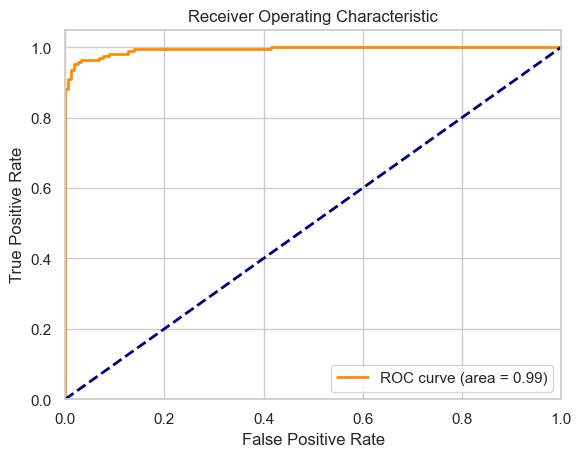 Receiver Operating Characteristic
True Positive Rate
1.0
0.8
0.6
0.4
0.2
0.0
0.0 0.2 0.4 0.6 0.8 1.0
False Positive Rate
ROC curve (area = 0.99)